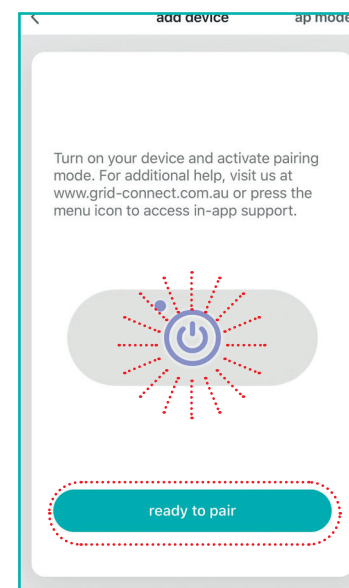 add device ap mode
Turn on your device and activate pairing
mode. For additional help, visit us at
www.grid-connect.com.au or press the
menu icon to access in-app support.
ready to pair